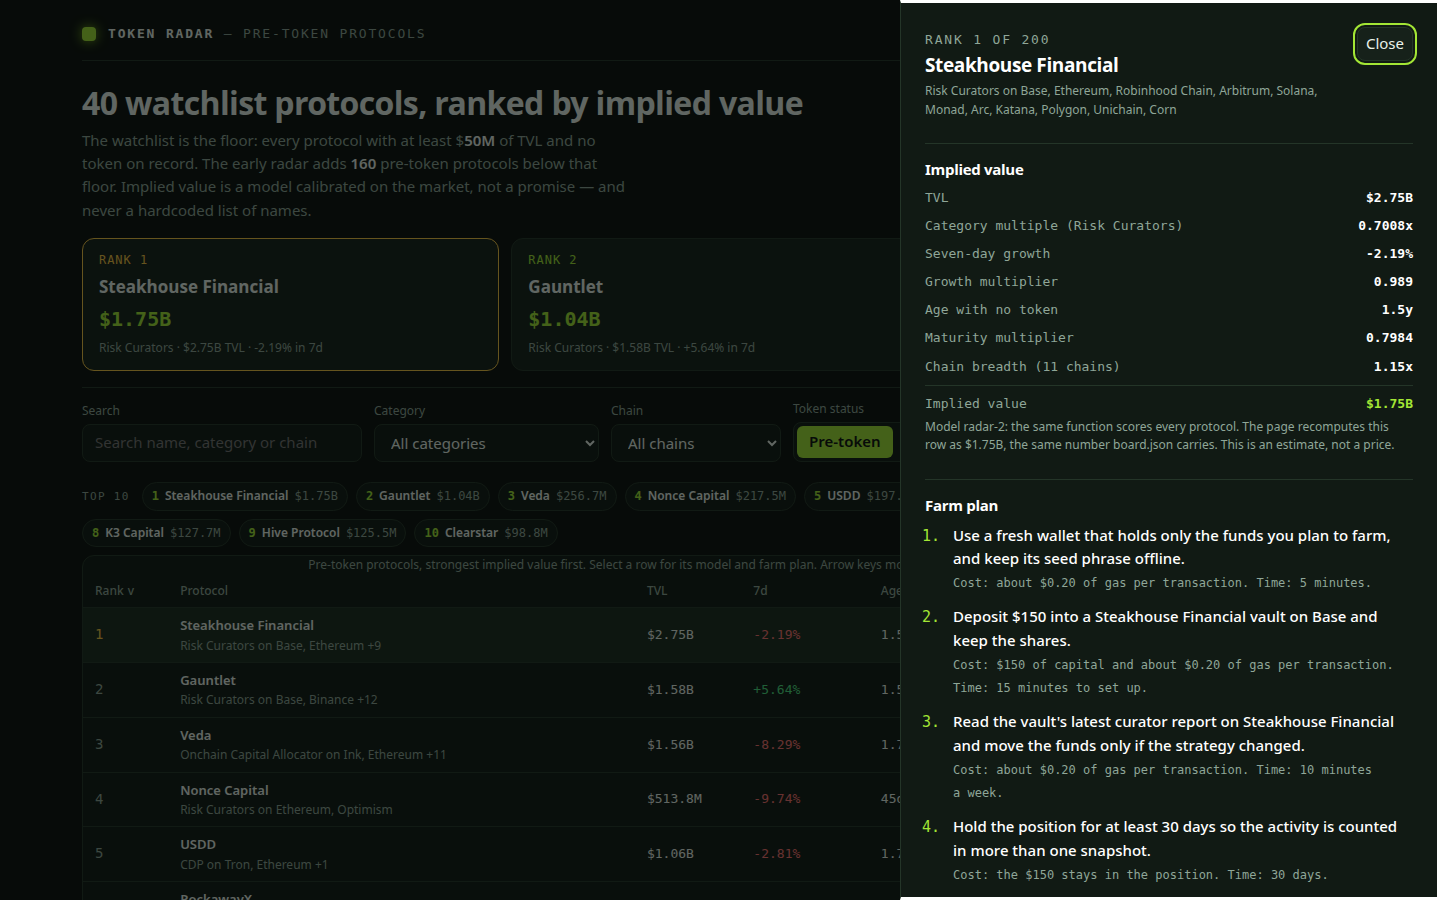 TOKEN RADAR — PRE-TOKEN PROTOCOLS
40 watchlist protocols, ranked by implied value
The watchlist is the floor: every protocol with at least $50M of TVL and no
token on record. The early radar adds 160 pre-token protocols below that
floor. Implied value is a model calibrated on the market, not a promise — and
never a hardcoded list of names.
RANK 1
Steakhouse Financial
$1.75B
Risk Curators · $2.75B TVL · -2.19% in 7d
RANK 2
Gauntlet
$1.04B
Risk Curators · $1.58B TVL · +5.64% in 7d
Search
Category
Chain
Token status
Search name, category or chain
All categories
All chains
Pre-token
TOP 10
1 Steakhouse Financial $1.75B
2 Gauntlet $1.04B
3 Veda $256.7M
4 Nonce Capital $217.5M
5 USDD $197.
8 K3 Capital $127.7M
9 Hive Protocol $125.5M
10 Clearstar $98.8M
Pre-token protocols, strongest implied value first. Select a row for its model and farm plan. Arrow keys mo
Rank v Protocol TVL 7d Age
1 Steakhouse Financial $2.75B -2.19% 1.5
Risk Curators on Base, Ethereum +9
2 Gauntlet $1.58B +5.64% 1.5
Risk Curators on Base, Binance +12
3 Veda $1.56B -8.29% 1.7
Onchain Capital Allocator on Ink, Ethereum +11
4 Nonce Capital $513.8M -9.74% 45d
Risk Curators on Ethereum, Optimism
5 USDD $1.06B -2.81% 1.7
CDP on Tron, Ethereum +1
RockawayX
RANK 1 OF 200
Close
Steakhouse Financial
Risk Curators on Base, Ethereum, Robinhood Chain, Arbitrum, Solana,
Monad, Arc, Katana, Polygon, Unichain, Corn
Implied value
TVL $2.75B
Category multiple (Risk Curators) 0.7008x
Seven-day growth -2.19%
Growth multiplier 0.989
Age with no token 1.5y
Maturity multiplier 0.7984
Chain breadth (11 chains) 1.15x
Implied value $1.75B
Model radar-2: the same function scores every protocol. The page recomputes this
row as $1.75B, the same number board.json carries. This is an estimate, not a price.
Farm plan
1. Use a fresh wallet that holds only the funds you plan to farm,
and keep its seed phrase offline.
Cost: about $0.20 of gas per transaction. Time: 5 minutes.
2. Deposit $150 into a Steakhouse Financial vault on Base and
keep the shares.
Cost: $150 of capital and about $0.20 of gas per transaction.
Time: 15 minutes to set up.
3. Read the vault's latest curator report on Steakhouse Financial
and move the funds only if the strategy changed.
Cost: about $0.20 of gas per transaction. Time: 10 minutes
a week.
4. Hold the position for at least 30 days so the activity is counted
in more than one snapshot.
Cost: the $150 stays in the position. Time: 30 days.